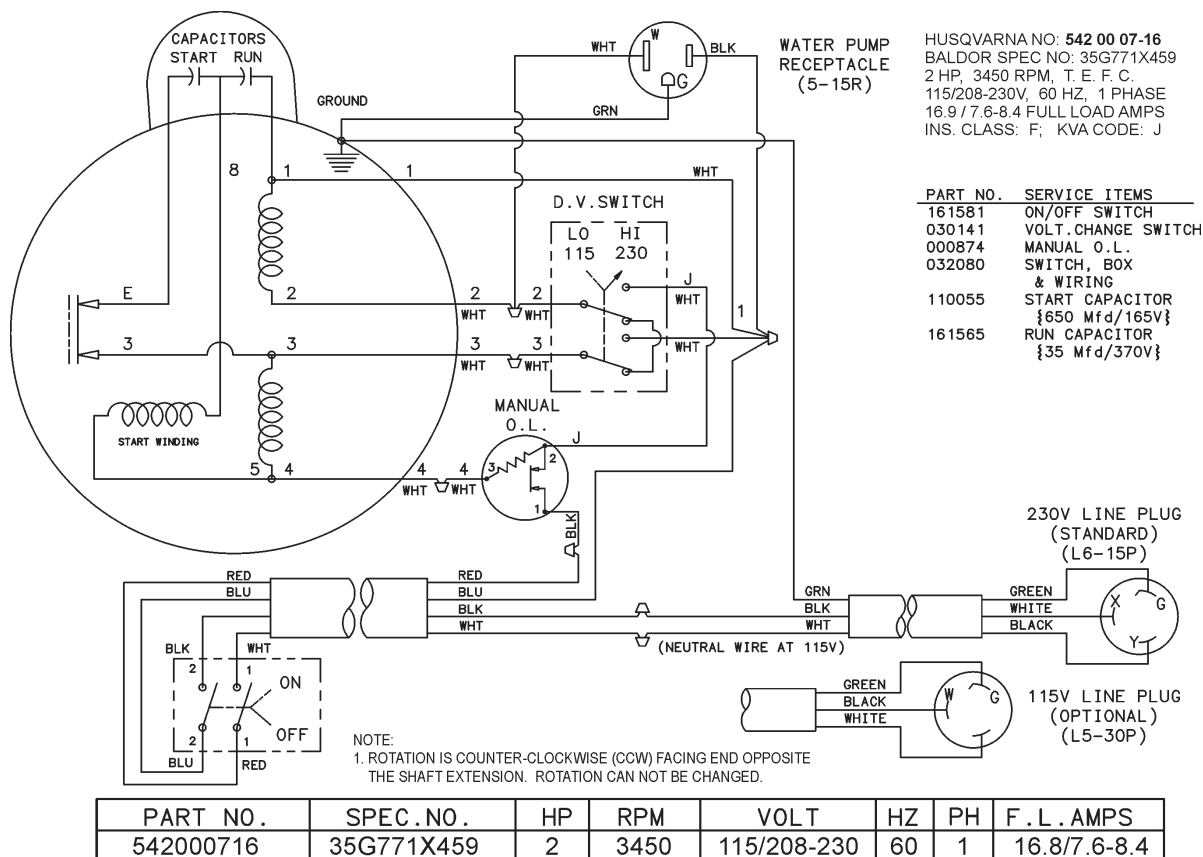 CAPACITORS
START RUN
GROUND
WHT
W
BLK
G
GRN
WATER PUMP
RECEPTACLE
(5-15R)
HUSQVARNA NO: 542 00 07-16
BALDOR SPEC NO: 35G771X459
2 HP, 3450 RPM, T. E. F. C.
115/208-230V, 60 HZ, 1 PHASE
16.9 / 7.6-8.4 FULL LOAD AMPS
INS. CLASS: F; KVA CODE: J
PART NO. SERVICE ITEMS
161581 ON/OFF SWITCH
030141 VOLT.CHANGE SWITCH
000874 MANUAL O.L.
032080 SWITCH, BOX
& WIRING
110055 START CAPACITOR
{650 Mfd/165V}
161565 RUN CAPACITOR
{35 Mfd/370V}
8 1 1 WHT
D.V.SWITCH
LO HI
115 230
J
WHT
E 2 2 2
WHT WHT
1
3 3 3 3
WHT WHT
WHT
START WINDING
MANUAL
O.L.
J
5 4 4 4
WHT WHT
3 2
1
BLK
RED RED
BLU BLU
BLK
WHT
(NEUTRAL WIRE AT 115V)
GRN
BLK
WHT
GREEN
WHITE
BLACK
X G
Y
230V LINE PLUG
(STANDARD)
(L6-15P)
BLK WHT
2 1
ON
OFF
2 1
BLU RED
GREEN
BLACK
WHITE
W G
115V LINE PLUG
(OPTIONAL)
(L5-30P)
NOTE:
1. ROTATION IS COUNTER-CLOCKWISE (CCW) FACING END OPPOSITE
THE SHAFT EXTENSION. ROTATION CAN NOT BE CHANGED.
PART NO. SPEC.NO. HP RPM VOLT HZ PH F.L.AMPS
542000716 35G771X459 2 3450 115/208-230 60 1 16.8/7.6-8.4